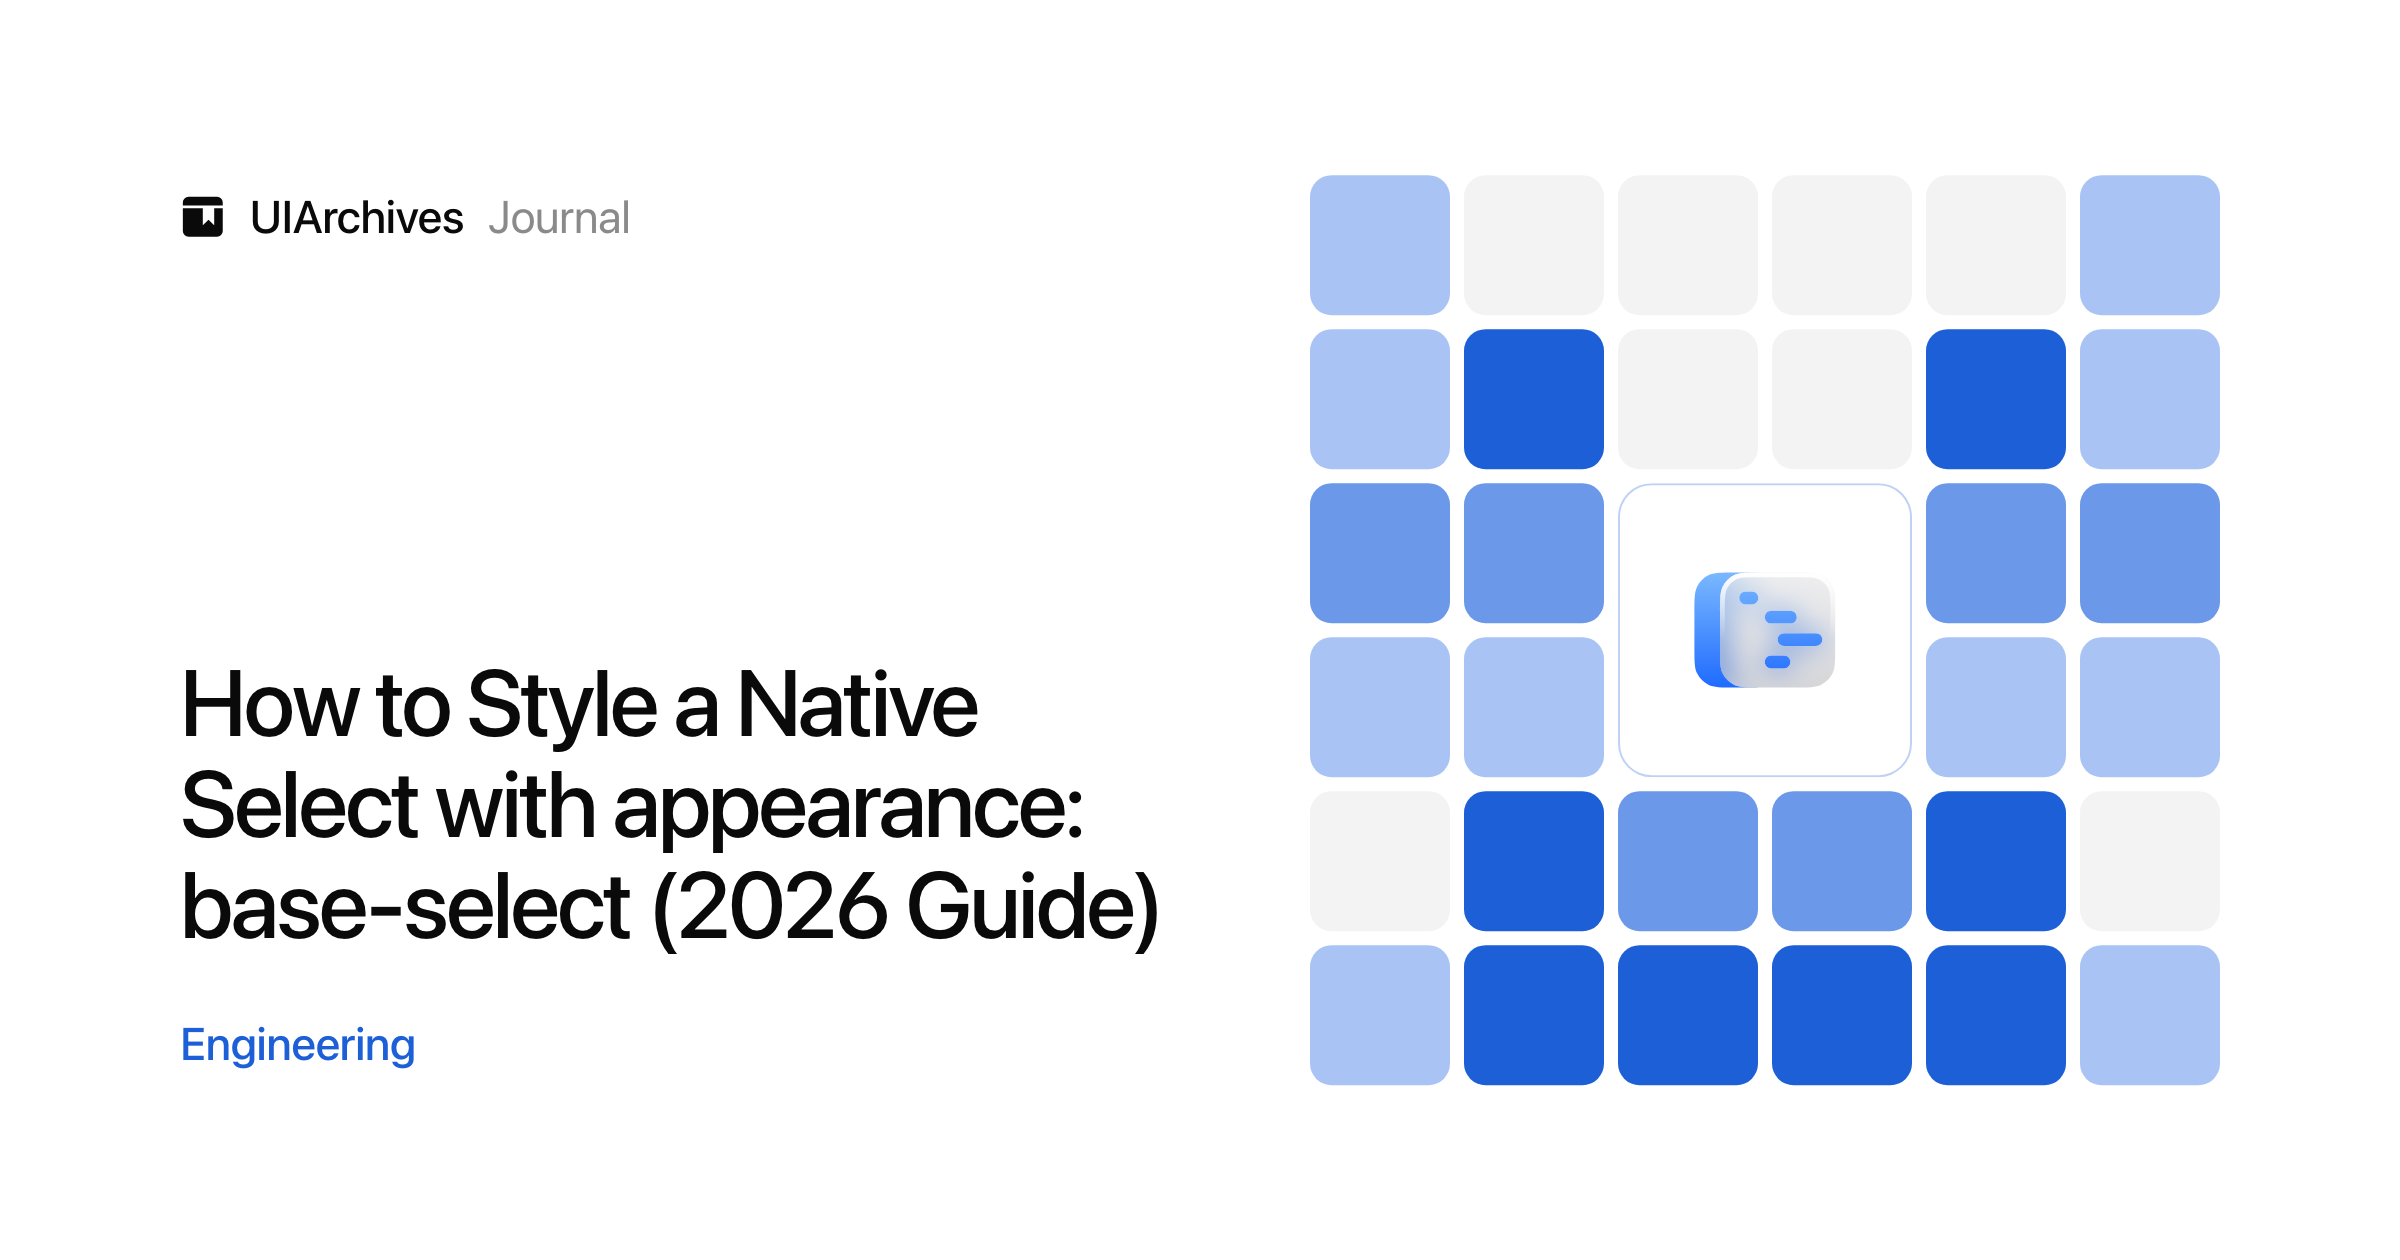 UIArchives Journal
How to Style a Native
Select with appearance:
base-select (2026 Guide)
Engineering